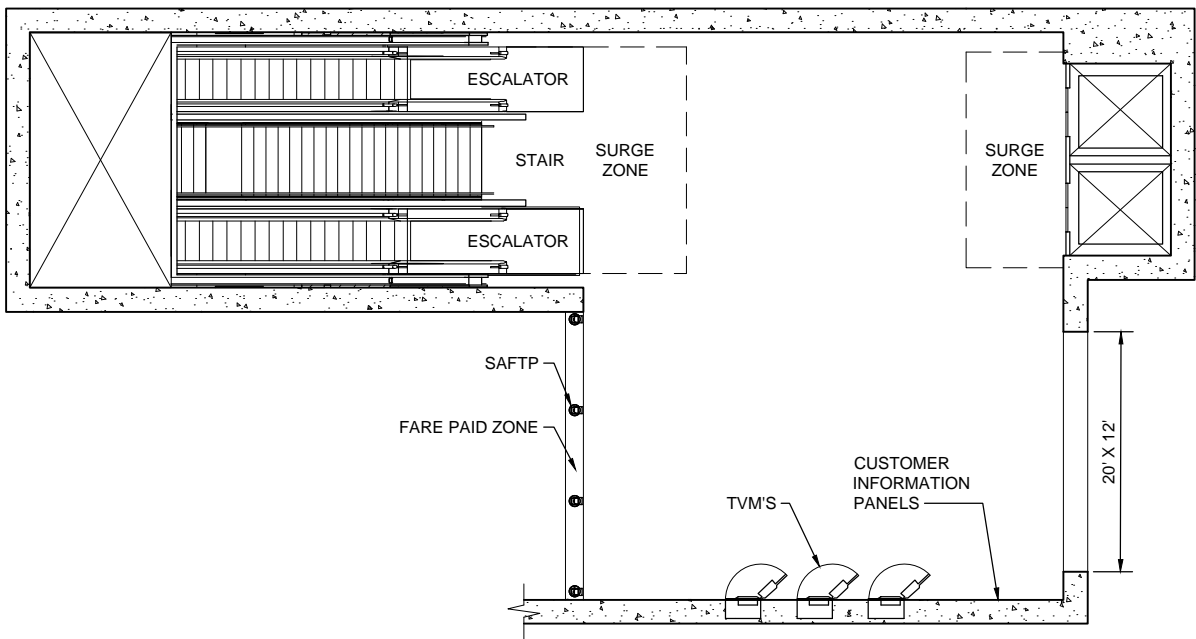 ESCALATOR
STAIR
SURGE
ZONE
SURGE
ZONE
ESCALATOR
SAFTP
FARE PAID ZONE
CUSTOMER
INFORMATION
PANELS
TVM'S
20' X 12'